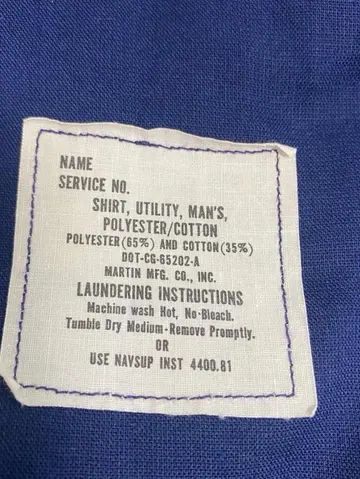 NAME
SERVICE NO.
SHIRT, UTILITY, MAN'S,
POLYESTER/COTTON
POLYESTER(65%) AND COTTON(35%)
DOT-CG-65202-A
MARTIN MFG. CO., INC.
LAUNDERING INSTRUCTIONS
Machine wash Hot, No-Bleach.
Tumble Dry Medium-Remove Promptly.
OR
USE NAVSUP INST 4400.81